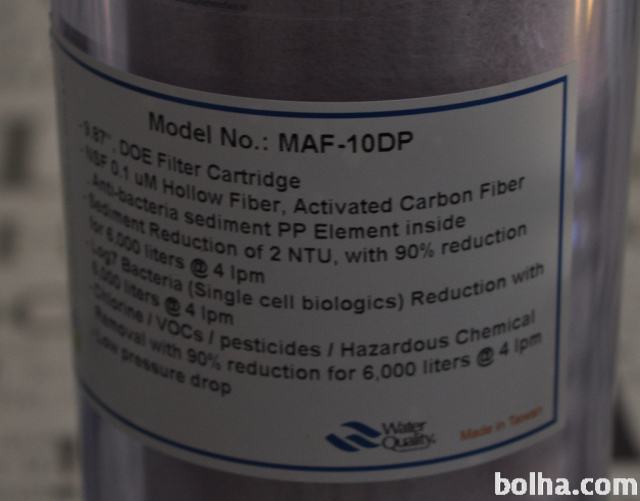 Model No.: MAF-10DP
- 9.87", DOE Filter Cartridge
- NSF 0.1 uM Hollow Fiber, Activated Carbon Fiber
- Anti-bacteria sediment PP Element inside
- Sediment Reduction of 2 NTU, with 90% reduction
for 6,000 liters @ 4 lpm
- Log7 Bacteria (Single cell biologics) Reduction with
6,000 liters @ 4 lpm
- Chlorine / VOCs / pesticides / Hazardous Chemical
Removal with 90% reduction for 6,000 liters @ 4 lpm
- Low pressure drop
Water
Quality
Made in Taiwan
bolha.com